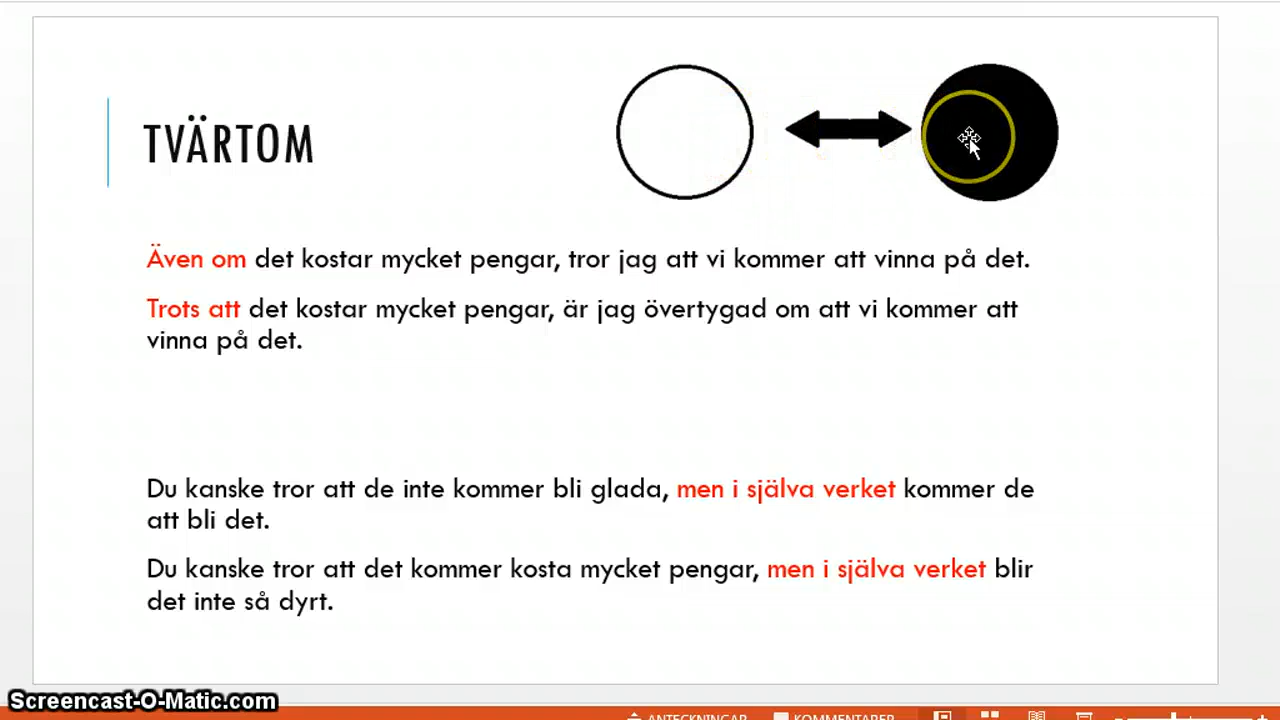 TVÄRTOM
Även om det kostar mycket pengar, tror jag att vi kommer att vinna på det.
Trots att det kostar mycket pengar, är jag övertygad om att vi kommer att
vinna på det.
Du kanske tror att de inte kommer bli glada, men i själva verket kommer de
att bli det.
Du kanske tror att det kommer kosta mycket pengar, men i själva verket blir
det inte så dyrt.
Screencast-O-Matic.com
ANTECKNINGAR KOMMENTARER